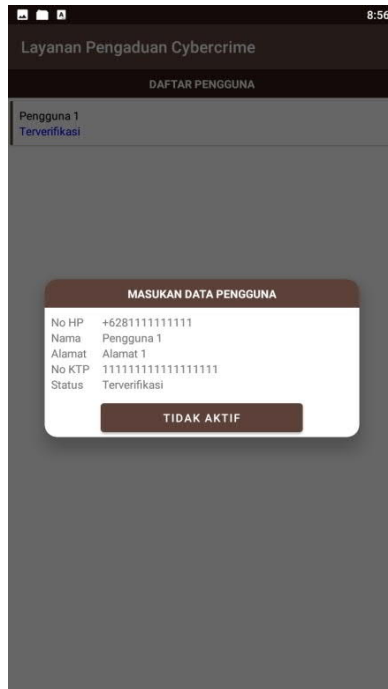 A
8:56
Layanan Pengaduan Cybercrime
DAFTAR PENGGUNA
Pengguna 1
Terverifikasi
MASUKAN DATA PENGGUNA
No HP +6281111111111
Nama Pengguna 1
Alamat Alamat 1
No KTP 1111111111111111
Status Terverifikasi
TIDAK AKTIF